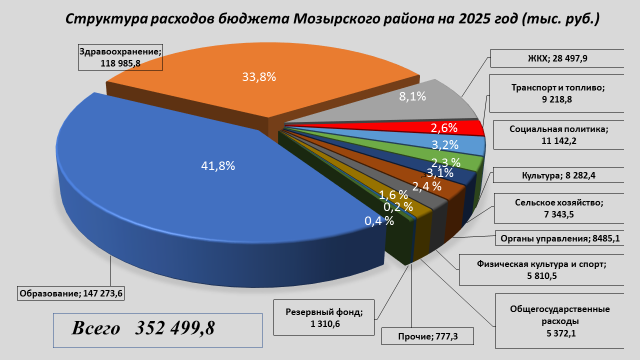 Структура расходов бюджета Мозырского района на 2025 год (тыс. руб.)
Здравоохранение;
118 985,8
33,8%
8,1%
ЖКХ; 28 497,9
Транспорт и топливо;
9 218,8
2,6%
Социальная политика;
11 142,2
3,2%
41,8%
2,3 %
3,1%
Культура; 8 282,4
2,4 %
1,6 %
Сельское хозяйство;
7 343,5
0,2 %
0,4 %
Органы управления; 8485,1
Физическая культура и спорт;
5 810,5
Образование; 147 273,6
Резервный фонд;
1 310,6
Общегосударственные
расходы
5 372,1
Прочие; 777,3
Всего 352 499,8